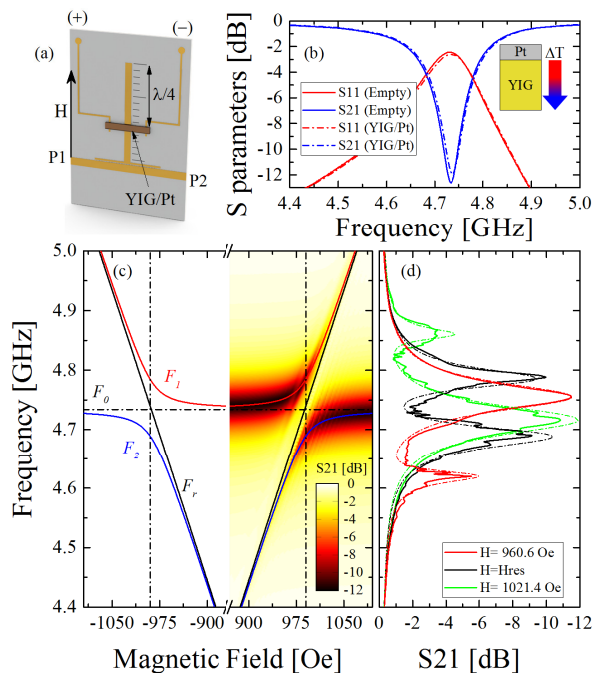 (a)
(+)
(−)
H
λ/4
P1
P2
YIG/Pt
(b)
S parameters [dB]
0
-2
-4
-6
-8
-10
-12
S11 (Empty)
S21 (Empty)
S11 (YIG/Pt)
S21 (YIG/Pt)
Pt
YIG
ΔT
4.4 4.5 4.6 4.7 4.8 4.9 5.0
Frequency [GHz]
(c)
Frequency [GHz]
5.0
4.9
4.8
4.7
4.6
4.5
4.4
F1
F0
F2
Fr
S21 [dB]
0
-2
-4
-6
-8
-10
-12
-1050 -975 -900 900 975 1050
Magnetic Field [Oe]
(d)
H= 960.6 Oe
H=Hres
H= 1021.4 Oe
0 -2 -4 -6 -8 -10 -12
S21 [dB]